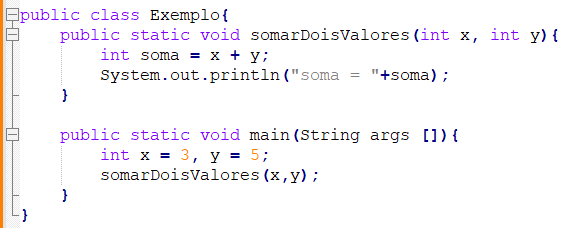 public class Exemplo{
    public static void somarDoisValores(int x, int y){
        int soma = x + y;
        System.out.println("soma = "+soma);
    }

    public static void main(String args []){
        int x = 3, y = 5;
        somarDoisValores(x,y);
    }
}